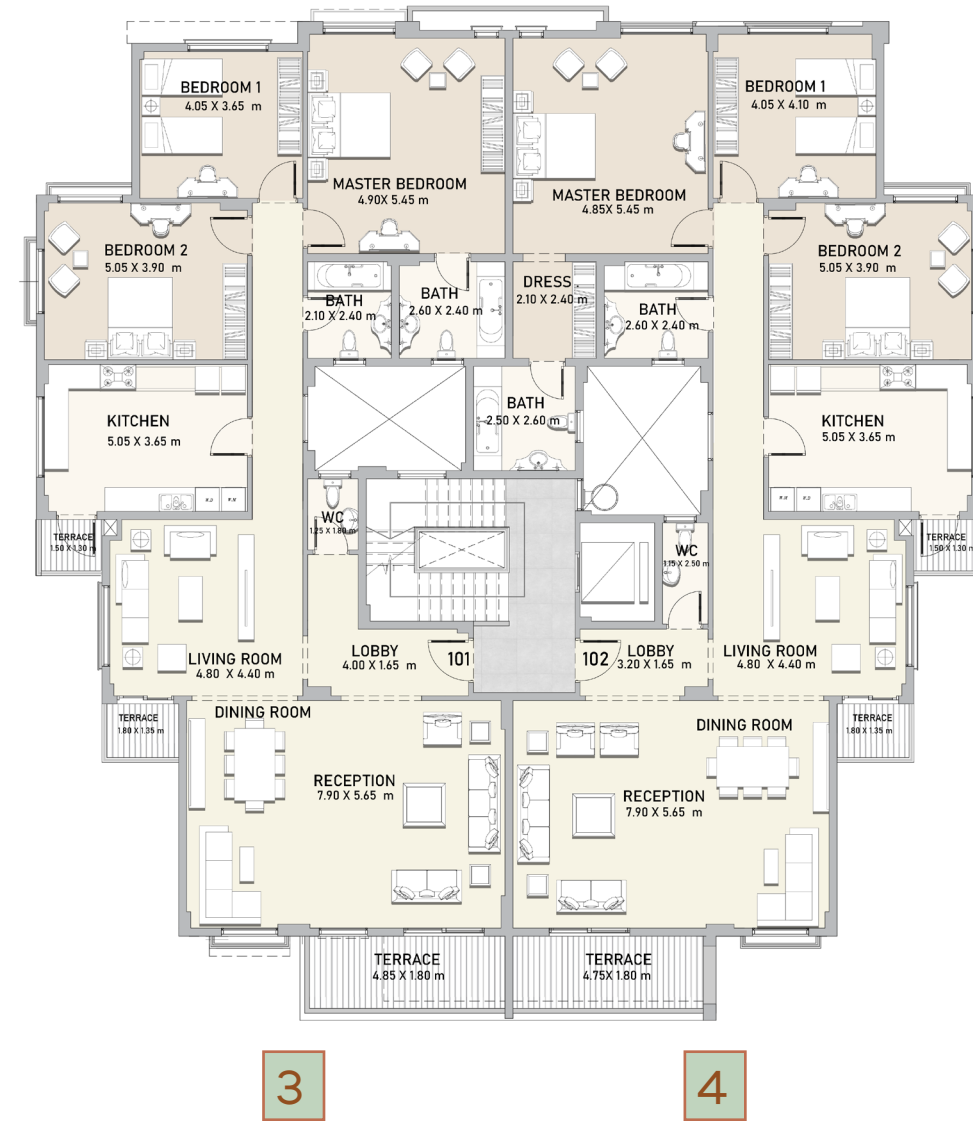 BEDROOM 1
4.05 X 3.65 m
MASTER BEDROOM
4.90X 5.45 m
MASTER BEDROOM
4.85X 5.45 m
BEDROOM 1
4.05 X 4.10 m
BEDROOM 2
5.05 X 3.90 m
BATH
2.10 X 2.40 m
BATH
2.60 X 2.40 m
DRESS
2.10 X 2.40 m
BATH
2.60 X 2.40 m
BEDROOM 2
5.05 X 3.90 m
KITCHEN
5.05 X 3.65 m
BATH
2.50 X 2.60 m
KITCHEN
5.05 X 3.65 m
WC
1.25 X 1.80 m
TERRACE
1.50 X 1.30 m
WC
1.15 X 2.50 m
TERRACE
1.50 X 1.30 m
LIVING ROOM
4.80 X 4.40 m
LOBBY
4.00 X 1.65 m
101
102
LOBBY
3.20 X 1.65 m
LIVING ROOM
4.80 X 4.40 m
TERRACE
1.80 X 1.35 m
DINING ROOM
RECEPTION
7.90 X 5.65 m
DINING ROOM
RECEPTION
7.90 X 5.65 m
TERRACE
1.80 X 1.35 m
TERRACE
4.85 X 1.80 m
TERRACE
4.75X 1.80 m
3
4